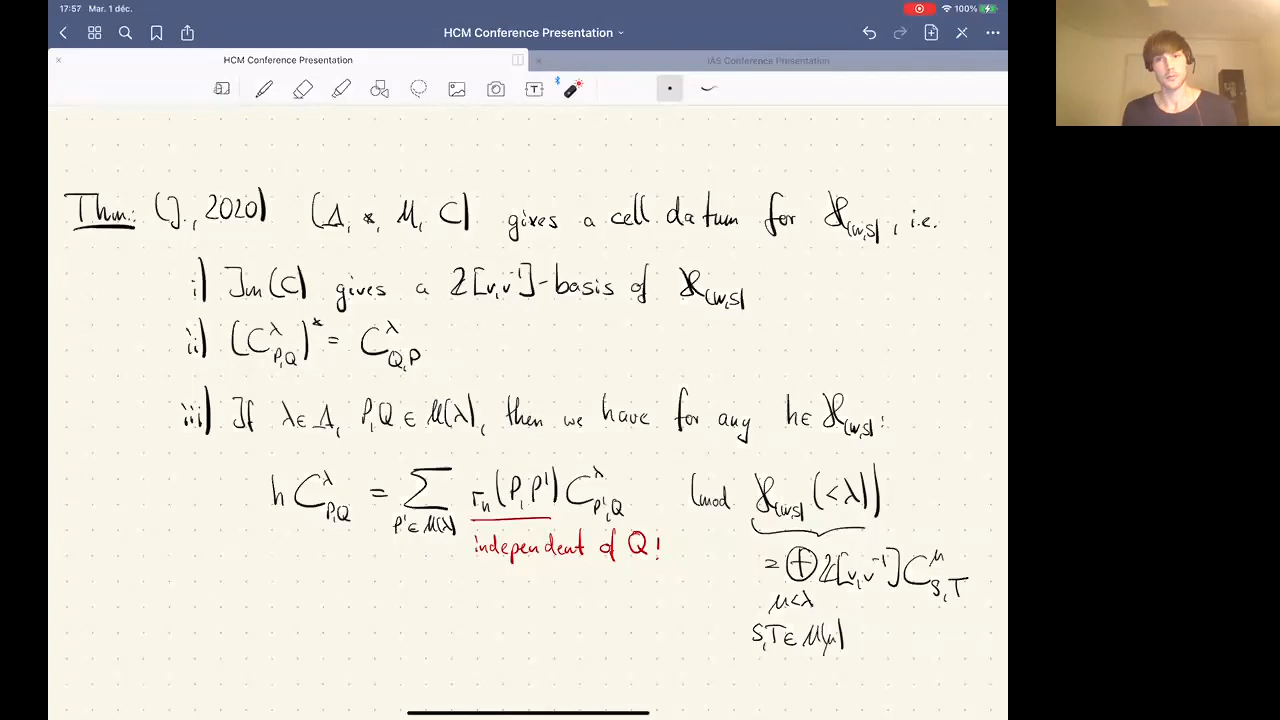 17:57 Mar. 1 déc.
100%
HCM Conference Presentation
HCM Conference Presentation
IAS Conference Presentation
Thm.: (J., 2020) (Λ, *, M, C) gives a cell datum for H(W,S), i.e.
i) Im(C) gives a ℤ[v,v⁻¹]-basis of H(W,S)
ii) (C^λ_{P,Q})* = C^λ_{Q,P}
iii) If λ ∈ Λ, P,Q ∈ M(λ), then we have for any h ∈ H(W,S):
h C^λ_{P,Q} = ∑_{P' ∈ M(λ)} r_h(P,P') C^λ_{P',Q} (mod H(W,S)(<λ))
independent of Q!
= ⊕_{μ<λ} ℤ[v,v⁻¹] C^μ_{S,T}
S,T ∈ M(μ)